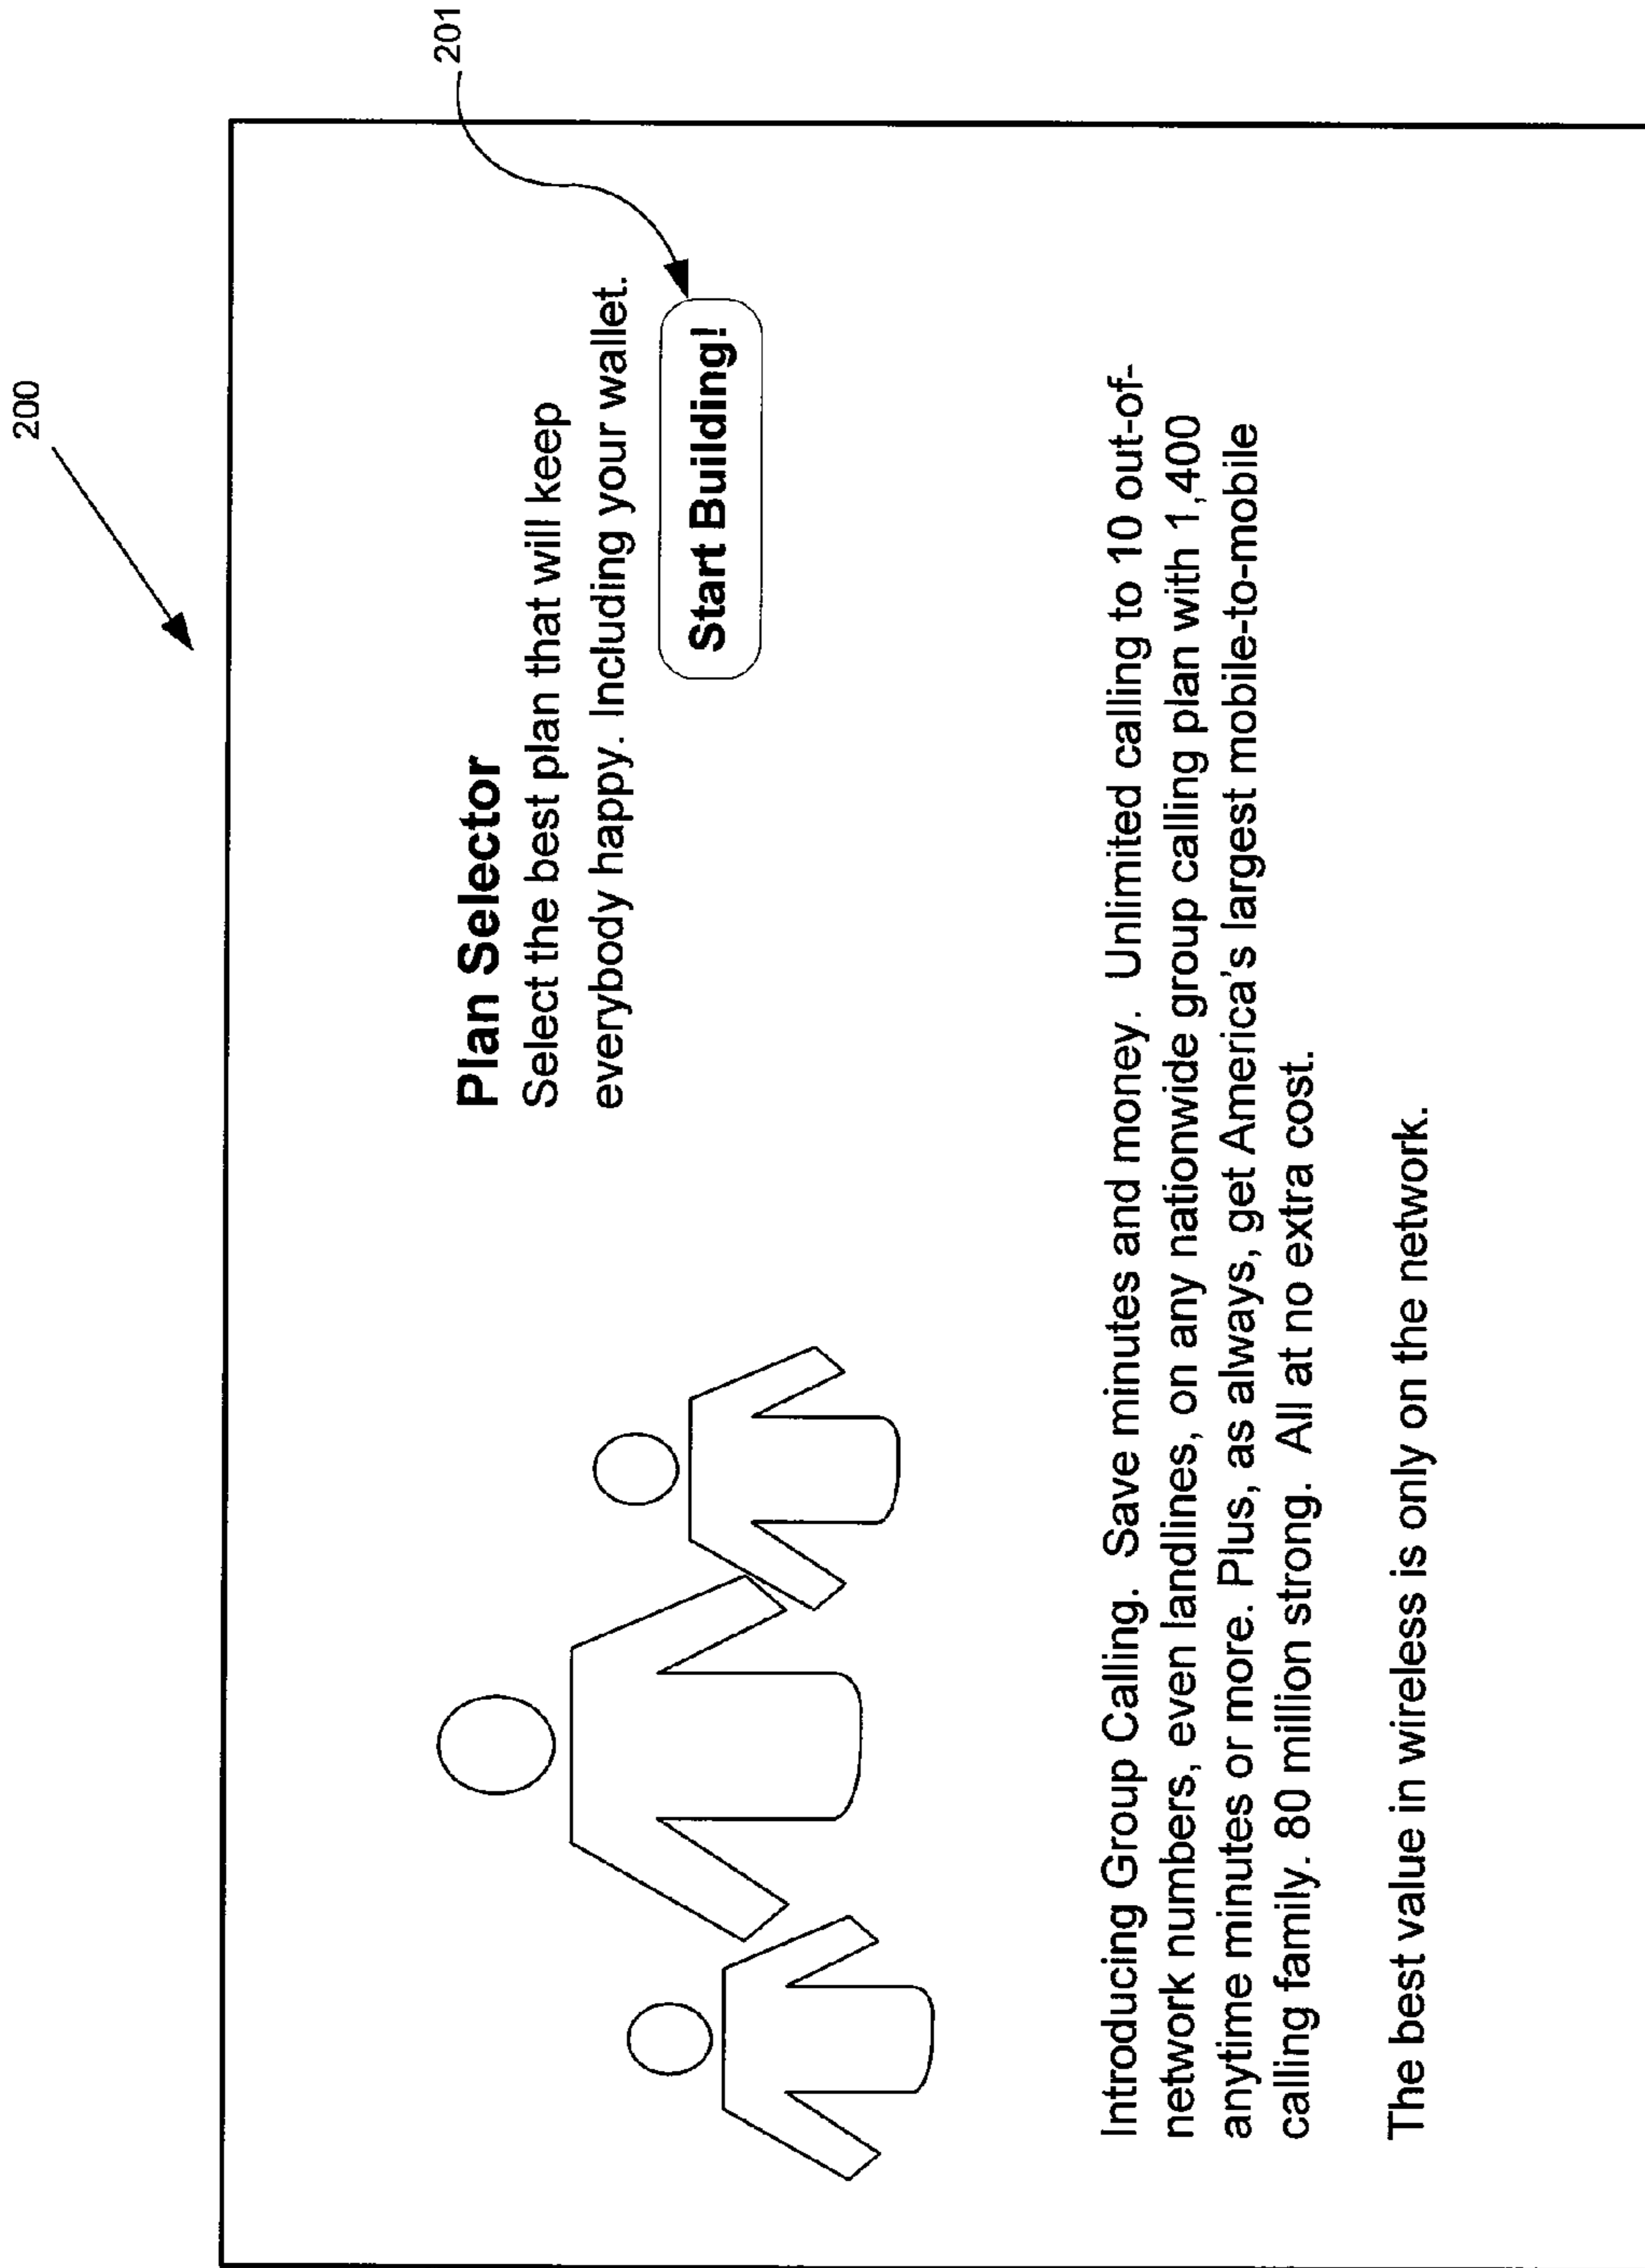 200
201
Plan Selector
Select the best plan that will keep
everybody happy. Including your wallet.
Start Building!
Introducing Group Calling.  Save minutes and money.  Unlimited calling to 10 out-of-
network numbers, even landlines, on any nationwide group calling plan with 1,400
anytime minutes or more. Plus, as always, get America's largest mobile-to-mobile
calling family. 80 million strong.  All at no extra cost.
The best value in wireless is only on the network.